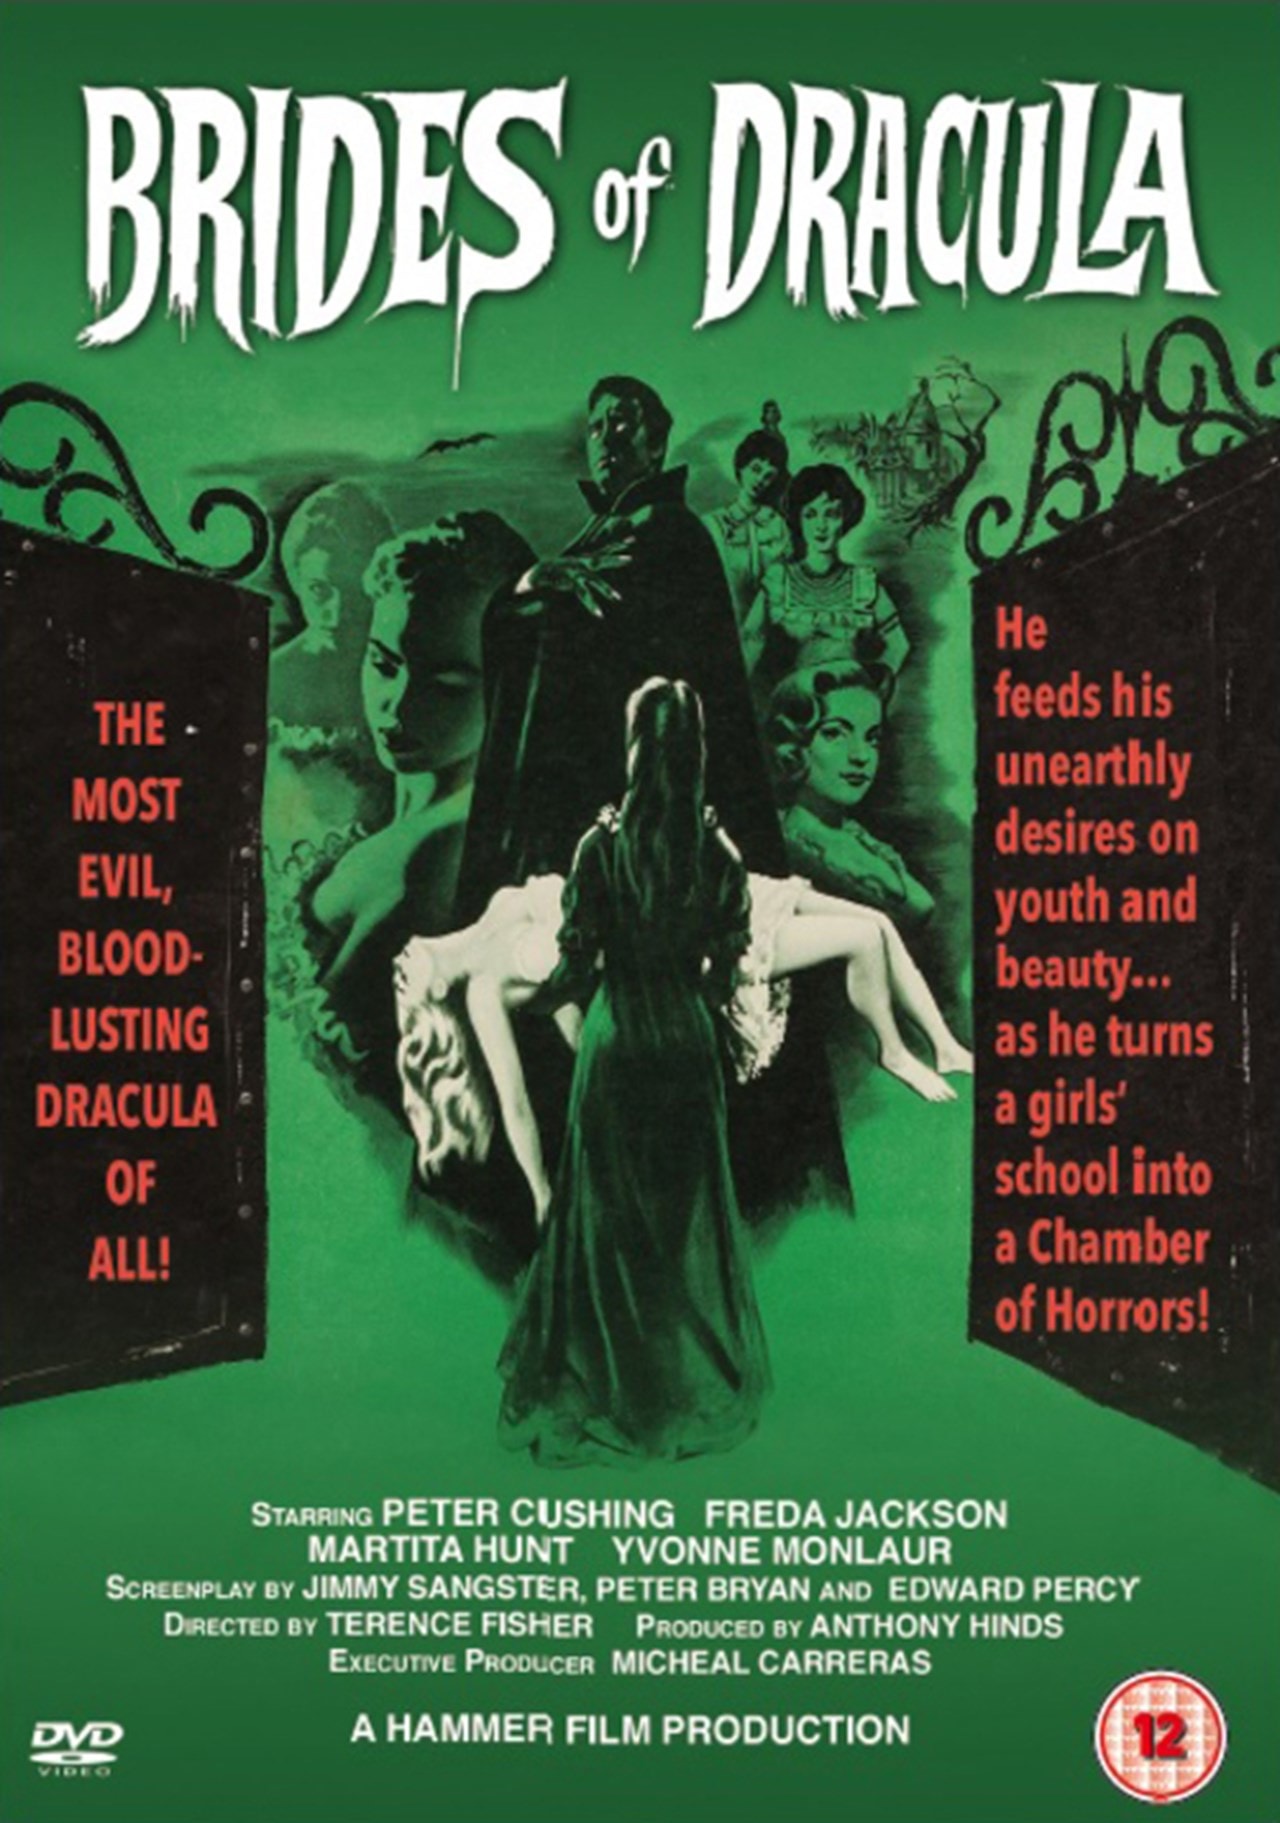 BRIDES of DRACULA
THE
MOST
EVIL,
BLOOD-
LUSTING
DRACULA
OF
ALL!
He
feeds his
unearthly
desires on
youth and
beauty...
as he turns
a girls'
school into
a Chamber
of Horrors!
STARRING PETER CUSHING FREDA JACKSON
MARTITA HUNT YVONNE MONLAUR
SCREENPLAY BY JIMMY SANGSTER, PETER BRYAN AND EDWARD PERCY
DIRECTED BY TERENCE FISHER PRODUCED BY ANTHONY HINDS
EXECUTIVE PRODUCER MICHEAL CARRERAS
A HAMMER FILM PRODUCTION
DVD
VIDEO
12